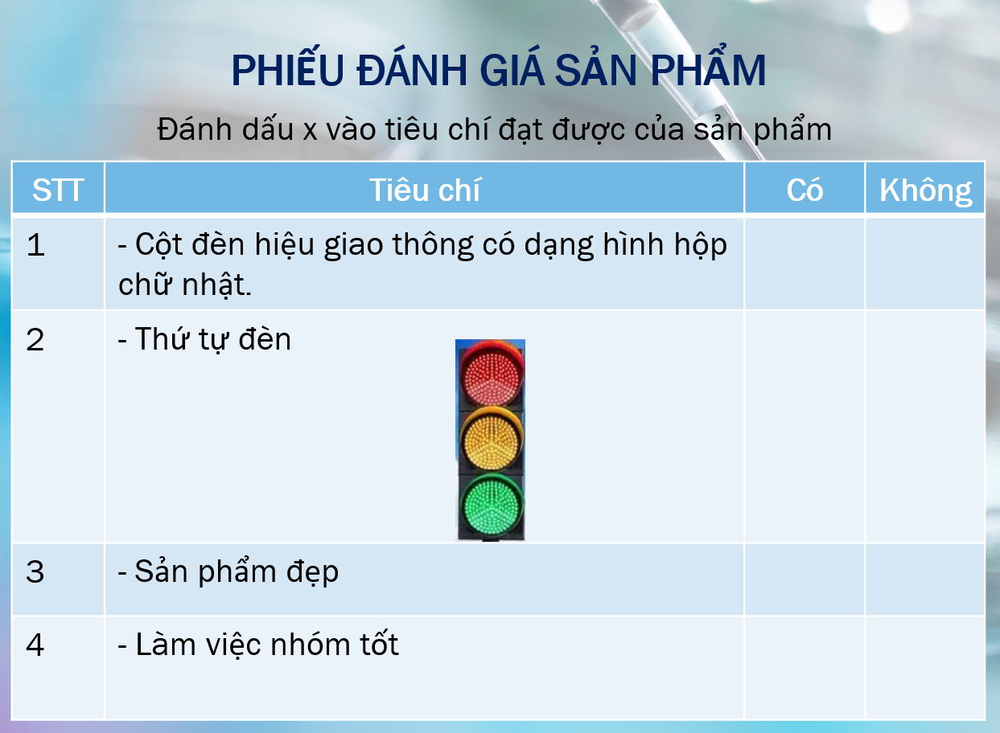 PHIẾU ĐÁNH GIÁ SẢN PHẨM
Đánh dấu x vào tiêu chí đạt được của sản phẩm
STT Tiêu chí Có Không
1 - Cột đèn hiệu giao thông có dạng hình hộp
chữ nhật.
2 - Thứ tự đèn
3 - Sản phẩm đẹp
4 - Làm việc nhóm tốt